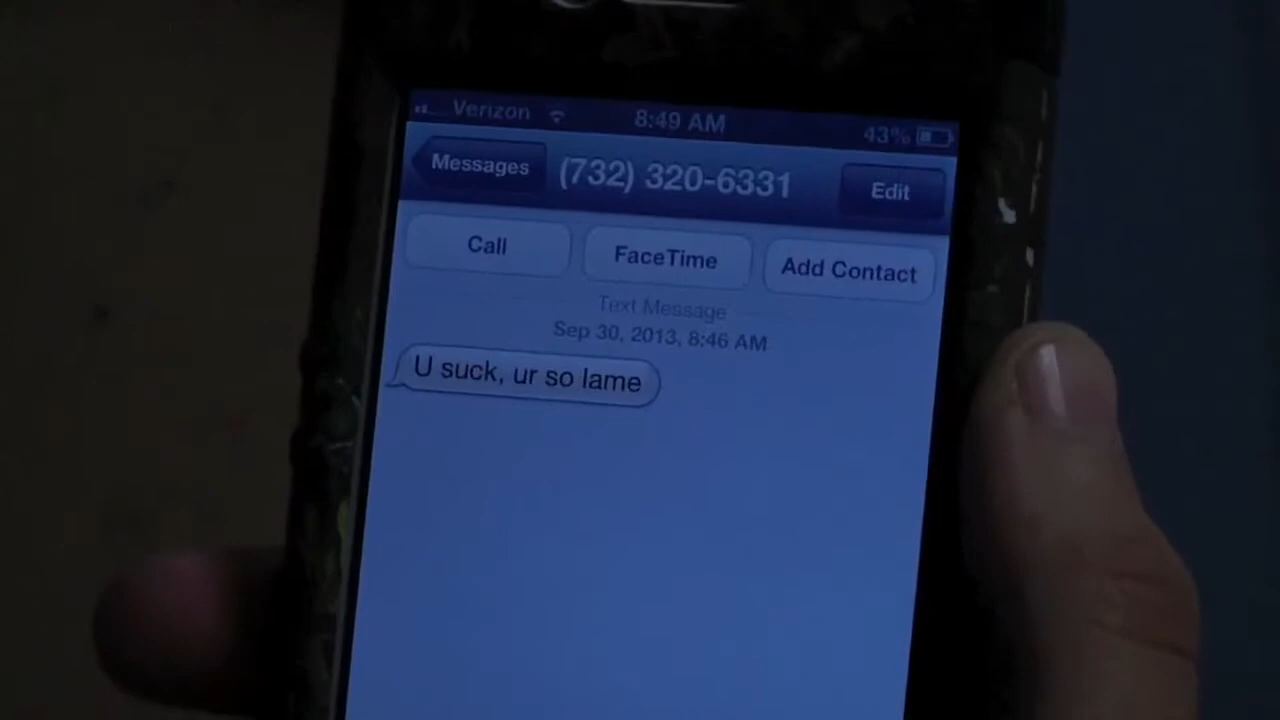 Verizon 8:49 AM 43%
Messages (732) 320-6331 Edit
Call FaceTime Add Contact
Text Message
Sep 30, 2013, 8:46 AM
U suck, ur so lame